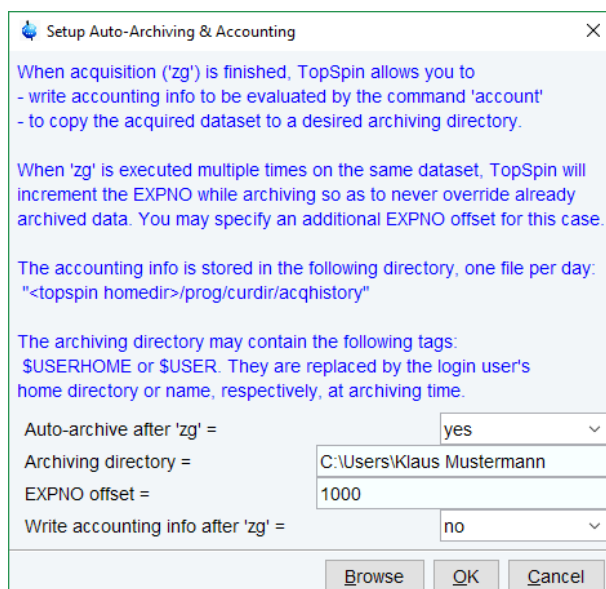 Setup Auto-Archiving & Accounting
When acquisition ('zg') is finished, TopSpin allows you to
- write accounting info to be evaluated by the command 'account'
- to copy the acquired dataset to a desired archiving directory.
When 'zg' is executed multiple times on the same dataset, TopSpin will
increment the EXPNO while archiving so as to never override already
archived data. You may specify an additional EXPNO offset for this case.
The accounting info is stored in the following directory, one file per day:
"<topspin homedir>/prog/curdir/acqhistory"
The archiving directory may contain the following tags:
$USERHOME or $USER. They are replaced by the login user's
home directory or name, respectively, at archiving time.
Auto-archive after 'zg' = yes
Archiving directory = C:\Users\Klaus Mustermann
EXPNO offset = 1000
Write accounting info after 'zg' = no
Browse OK Cancel